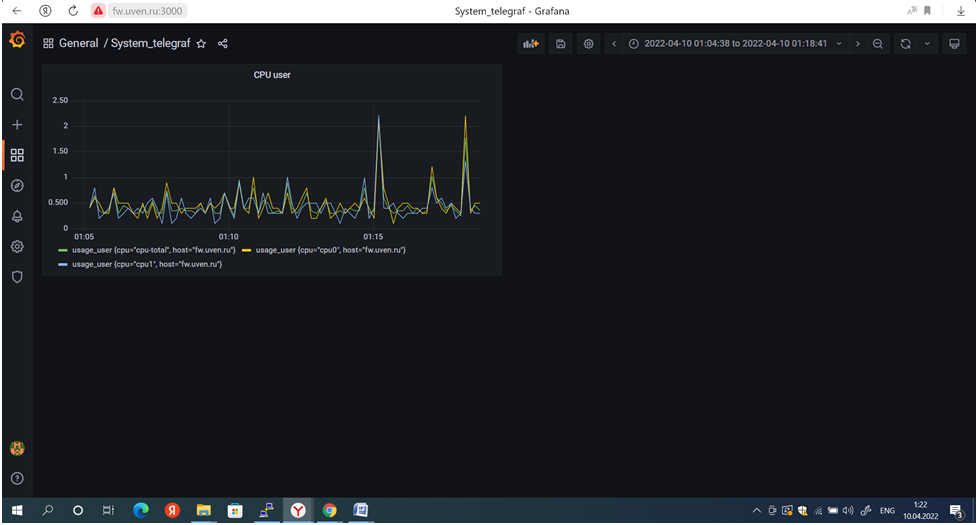 fw.uven.ru:3000
System_telegraf - Grafana
General / System_telegraf
2022-04-10 01:04:38 to 2022-04-10 01:18:41
CPU user
2.50
2
1.50
1
0.500
0
01:05 01:10 01:15
usage_user {cpu="cpu-total", host="fw.uven.ru"} usage_user {cpu="cpu0", host="fw.uven.ru"}
usage_user {cpu="cpu1", host="fw.uven.ru"}
ENG
1:22
10.04.2022
3